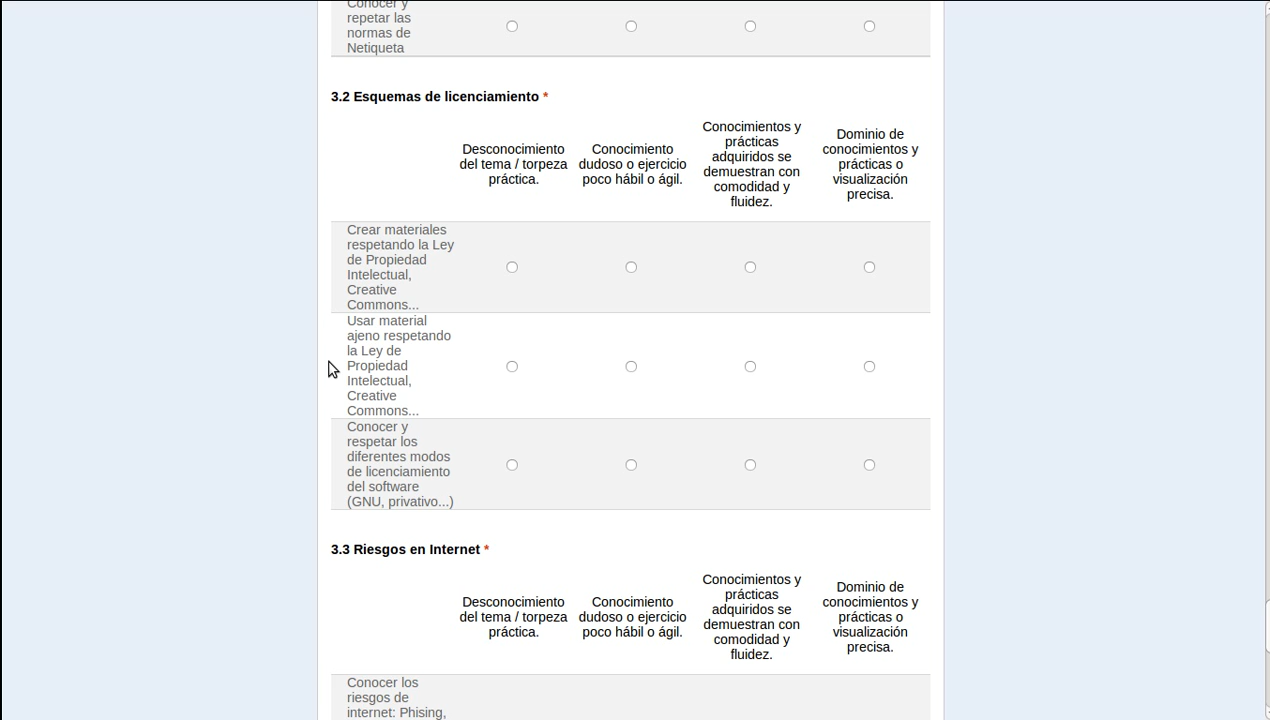 Conocer y
repetar las
normas de
Netiqueta
3.2 Esquemas de licenciamiento *
Desconocimiento
del tema / torpeza
práctica.
Conocimiento
dudoso o ejercicio
poco hábil o ágil.
Conocimientos y
prácticas
adquiridos se
demuestran con
comodidad y
fluidez.
Dominio de
conocimientos y
prácticas o
visualización
precisa.
Crear materiales
respetando la Ley
de Propiedad
Intelectual,
Creative
Commons...
Usar material
ajeno respetando
la Ley de
Propiedad
Intelectual,
Creative
Commons...
Conocer y
respetar los
diferentes modos
de licenciamiento
del software
(GNU, privativo...)
3.3 Riesgos en Internet *
Desconocimiento
del tema / torpeza
práctica.
Conocimiento
dudoso o ejercicio
poco hábil o ágil.
Conocimientos y
prácticas
adquiridos se
demuestran con
comodidad y
fluidez.
Dominio de
conocimientos y
prácticas o
visualización
precisa.
Conocer los
riesgos de
internet: Phising,